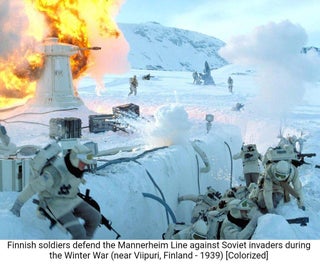 Finnish soldiers defend the Mannerheim Line against Soviet invaders during
the Winter War (near Viipuri, Finland - 1939) [Colorized]